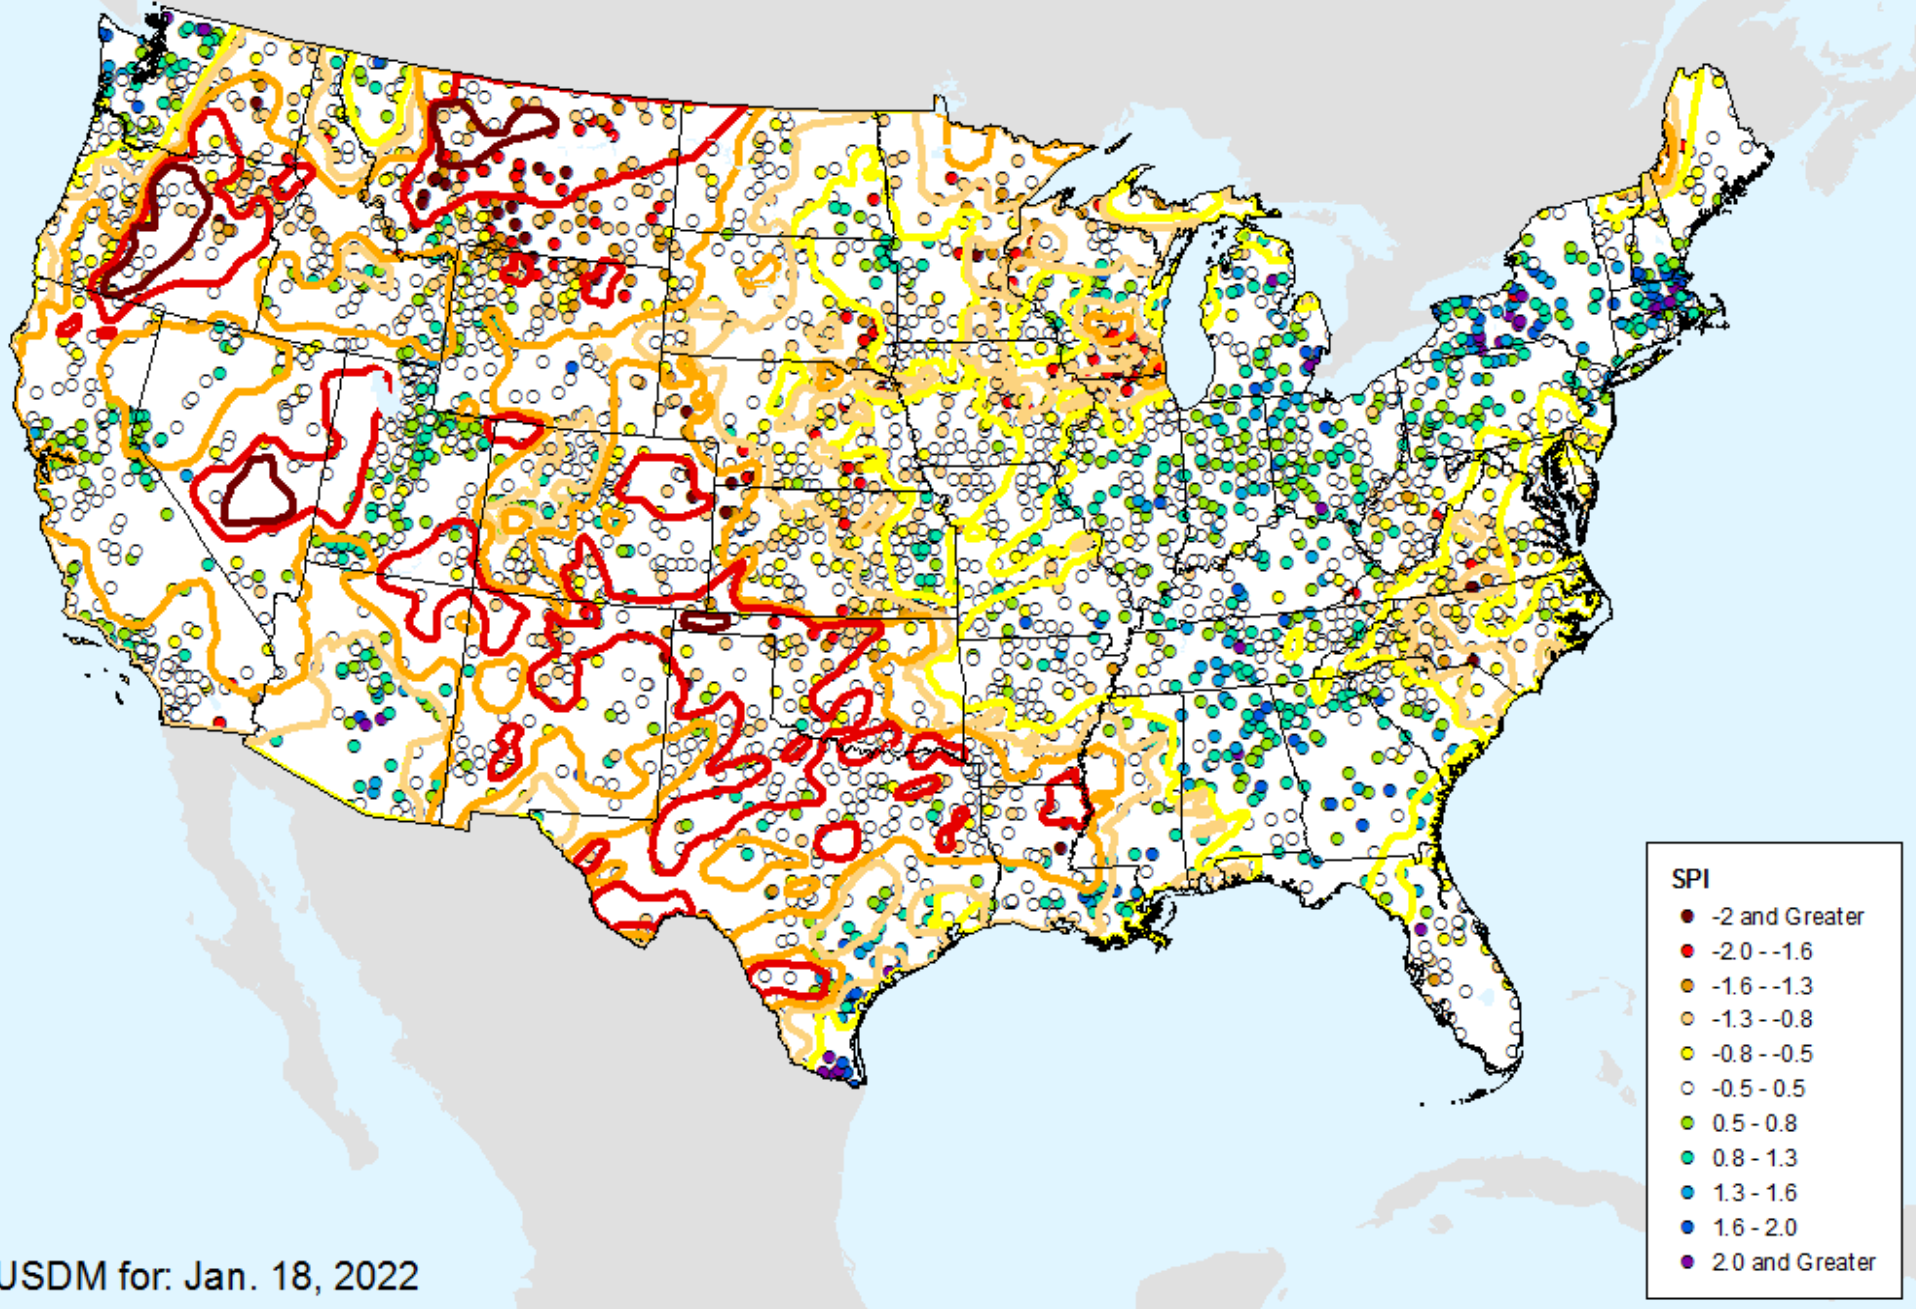 SPI
-2 and Greater
-2.0 - -1.6
-1.6 - -1.3
-1.3 - -0.8
-0.8 - -0.5
-0.5 - 0.5
0.5 - 0.8
0.8 - 1.3
1.3 - 1.6
1.6 - 2.0
2.0 and Greater
USDM for: Jan. 18, 2022